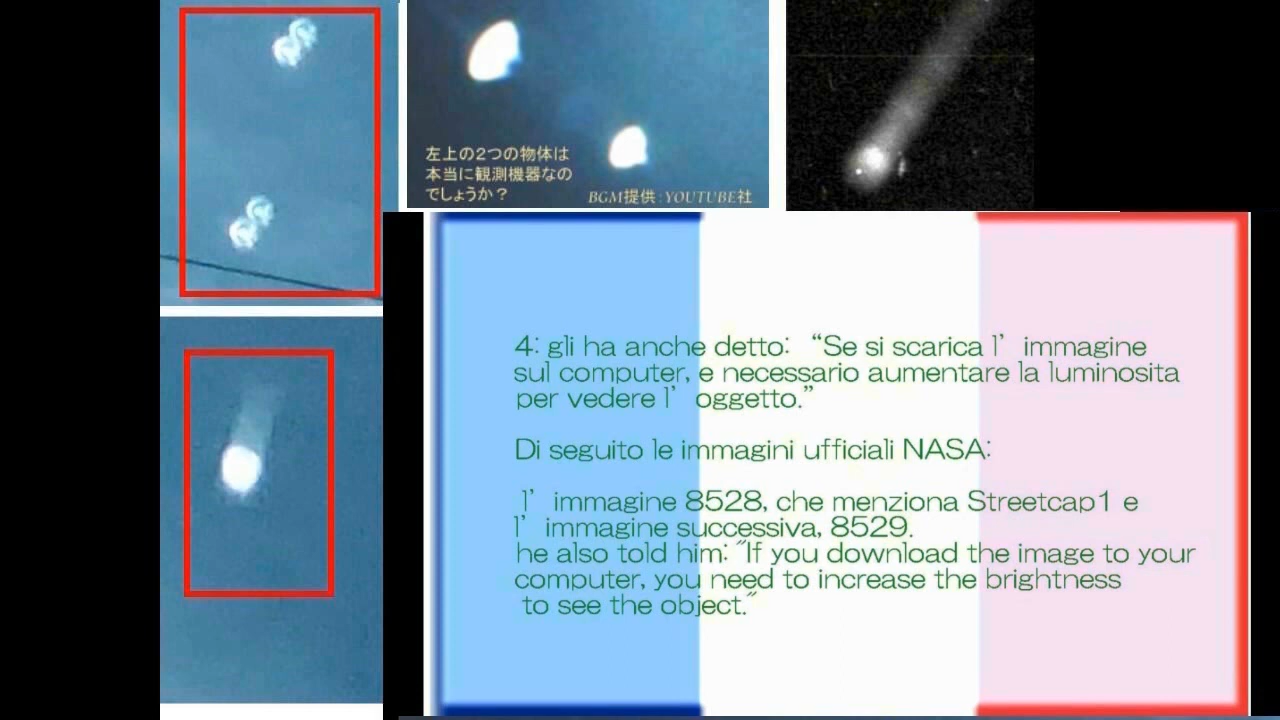 左上の2つの物体は
本当に観測機器なの
でしょうか？
BGM提供：YOUTUBE社
4: gli ha anche detto: “Se si scarica l’ immagine
sul computer, e necessario aumentare la luminosita
per vedere l’ oggetto.”
Di seguito le immagini ufficiali NASA:
l’ immagine 8528, che menziona Streetcap1 e
l’ immagine successiva, 8529.
he also told him: "If you download the image to your
computer, you need to increase the brightness
to see the object."